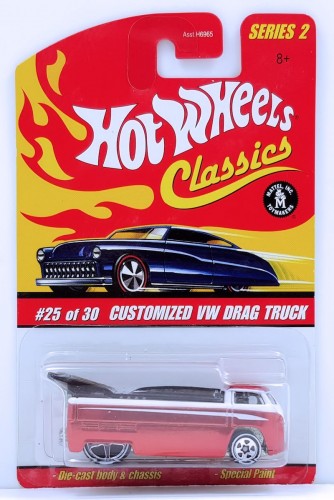 Asst.H6965
SERIES 2
8+
HOT WHEELS
Classics
MATTEL, INC.
M
TOYMAKERS
#25 of 30 CUSTOMIZED VW DRAG TRUCK
• Die-cast body & chassis • Special Paint